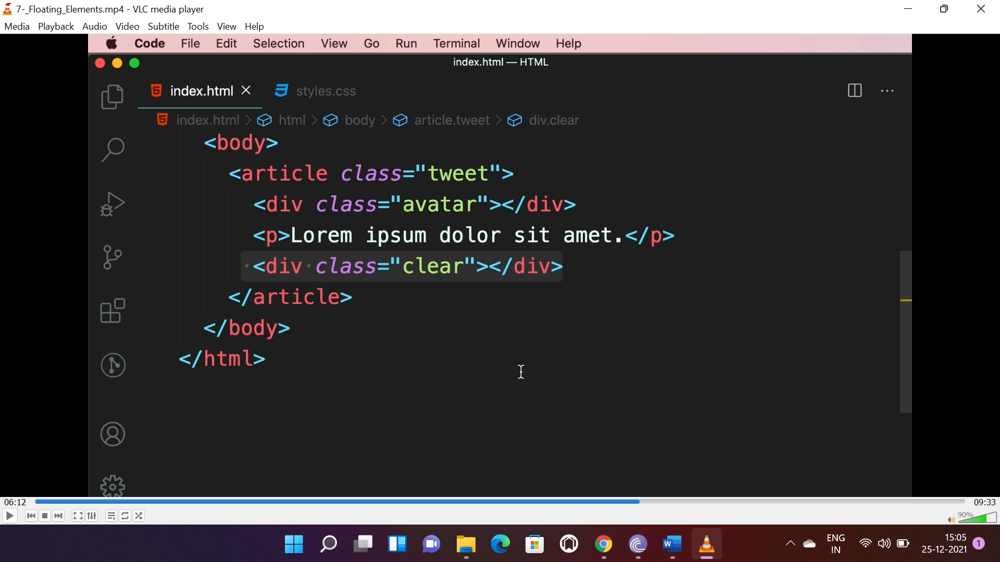 7-_Floating_Elements.mp4 - VLC media player
Media Playback Audio Video Subtitle Tools View Help
Code File Edit Selection View Go Run Terminal Window Help
index.html — HTML
index.html styles.css
index.html > html > body > article.tweet > div.clear
<body>
<article class="tweet">
<div class="avatar"></div>
<p>Lorem ipsum dolor sit amet.</p>
<div class="clear"></div>
</article>
</body>
</html>
06:12 09:33
90%
ENG
IN
15:05
25-12-2021
1